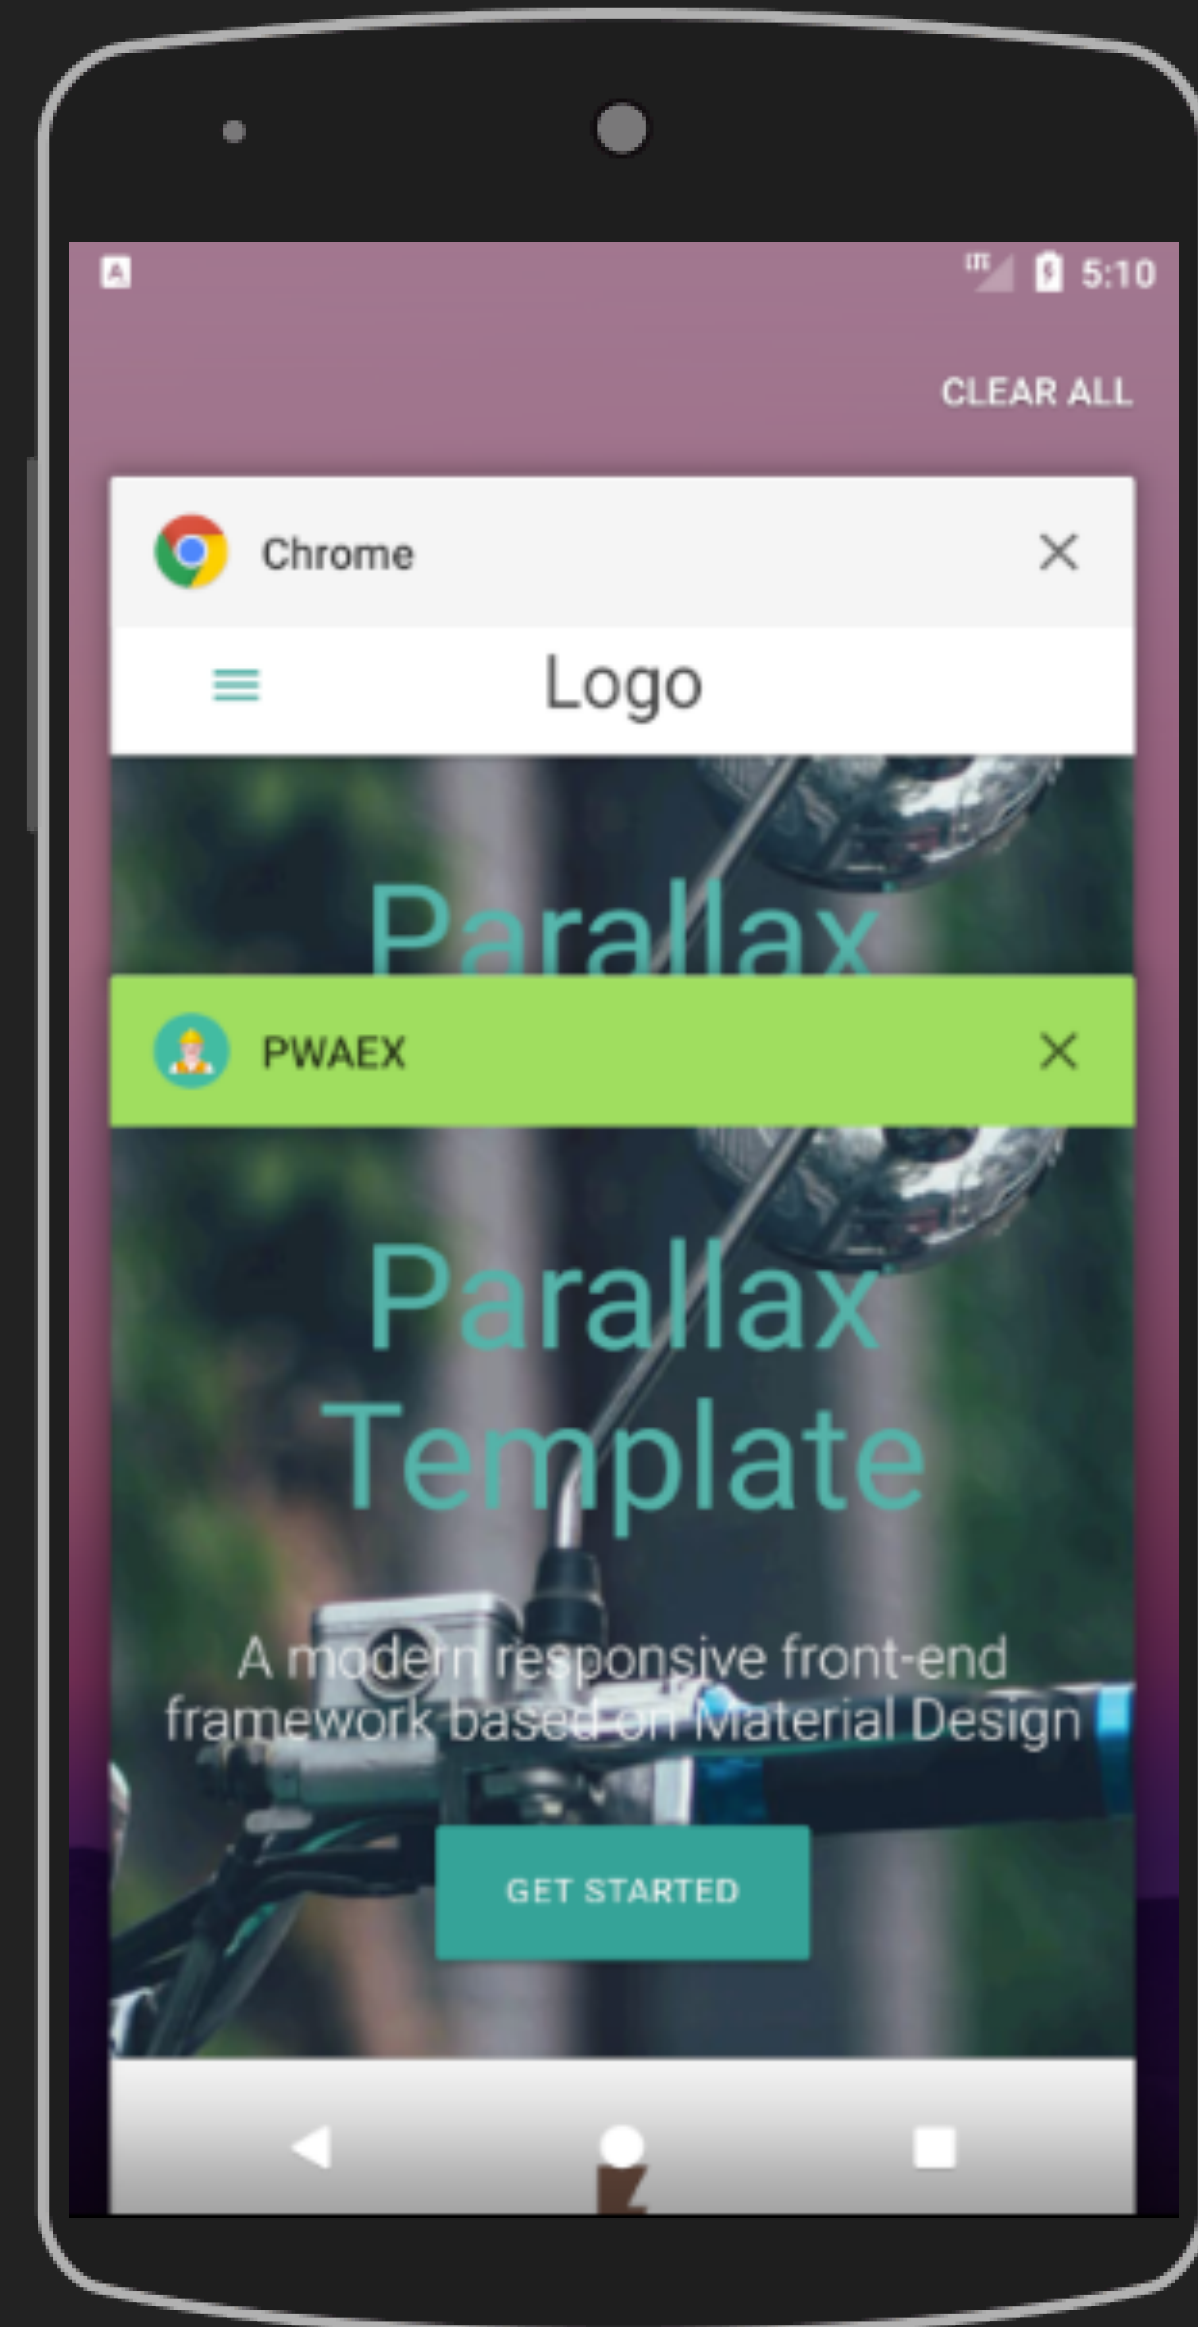 A
LTE 5:10
CLEAR ALL
Chrome
Logo
Parallax
PWAEX
Parallax
Template
A modern responsive front-end
framework based on Material Design
GET STARTED